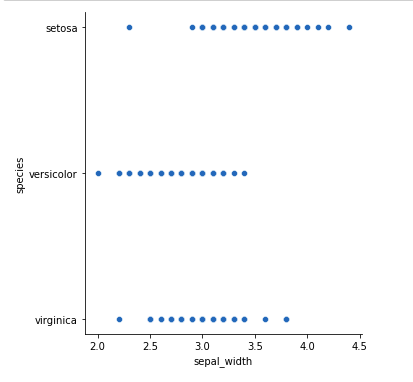 setosa
versicolor
virginica
species
2.0 2.5 3.0 3.5 4.0 4.5
sepal_width